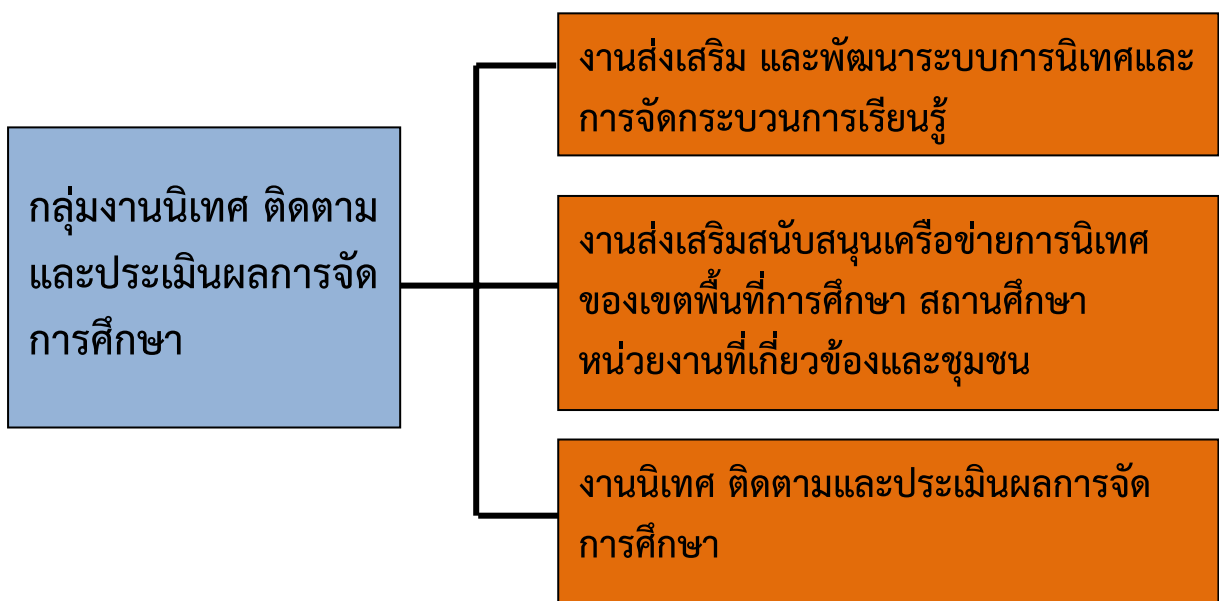 กลุ่มงานนิเทศ ติดตาม
และประเมินผลการจัด
การศึกษา
งานส่งเสริม และพัฒนาระบบการนิเทศและ
การจัดกระบวนการเรียนรู้
งานส่งเสริมสนับสนุนเครือข่ายการนิเทศ
ของเขตพื้นที่การศึกษา สถานศึกษา
หน่วยงานที่เกี่ยวข้องและชุมชน
งานนิเทศ ติดตามและประเมินผลการจัด
การศึกษา